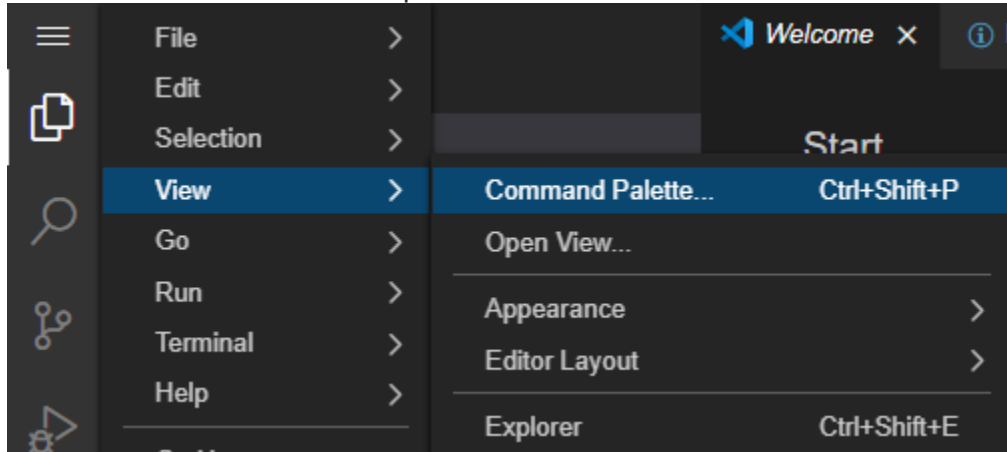 File
Edit
Selection
View
Go
Run
Terminal
Help
Welcome
Start
Command Palette... Ctrl+Shift+P
Open View...
Appearance
Editor Layout
Explorer Ctrl+Shift+E